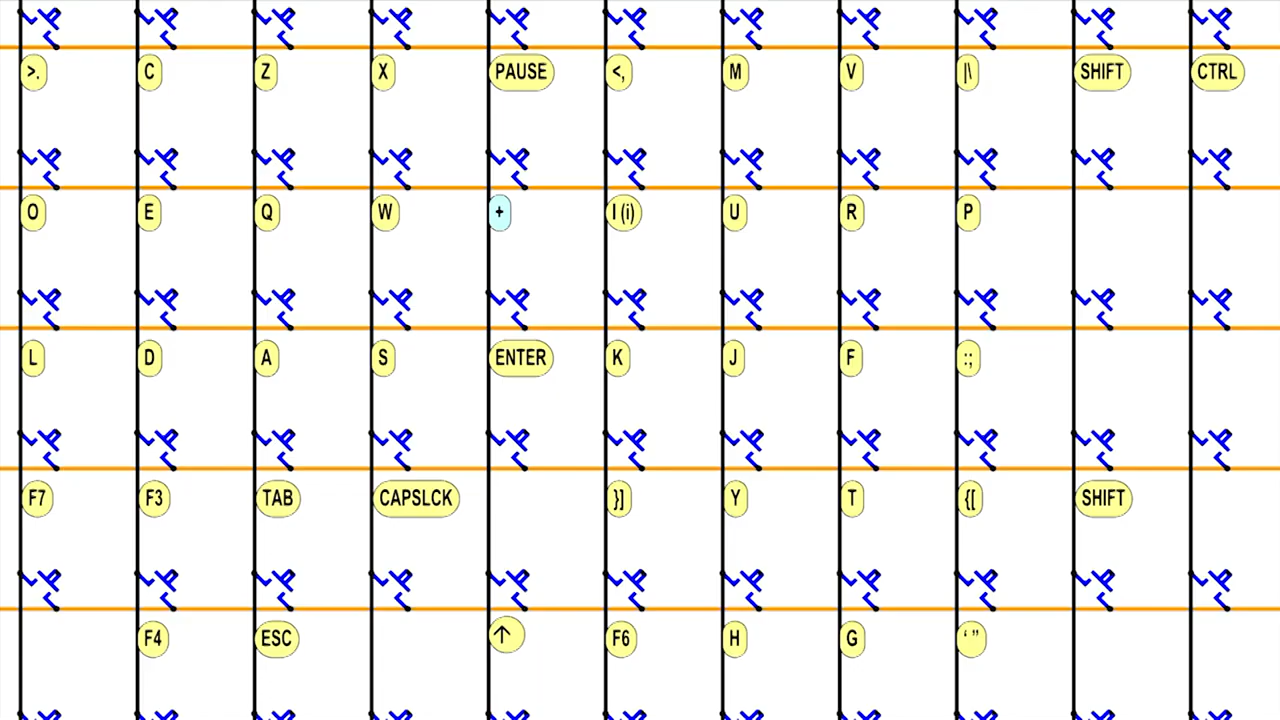 >. C Z X PAUSE <, M V |\ SHIFT CTRL
O E Q W + I (i) U R P
L D A S ENTER K J F :;
F7 F3 TAB CAPSLCK }] Y T {[ SHIFT
F4 ESC ↑ F6 H G ‘ ”